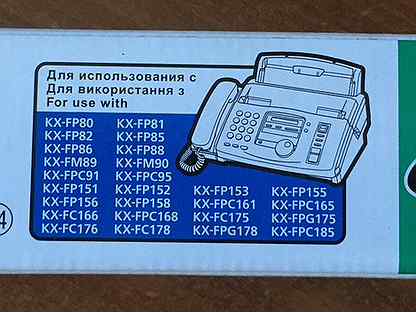 Для использования с
Для використання з
For use with
KX-FP80 KX-FP81
KX-FP82 KX-FP85
KX-FP86 KX-FP88
KX-FM89 KX-FM90
KX-FPC91 KX-FPC95
KX-FP151 KX-FP152 KX-FP153 KX-FP155
KX-FP156 KX-FP158 KX-FPC161 KX-FPC165
KX-FC166 KX-FPC168 KX-FC175 KX-FPG175
KX-FC176 KX-FC178 KX-FPG178 KX-FPC185
4